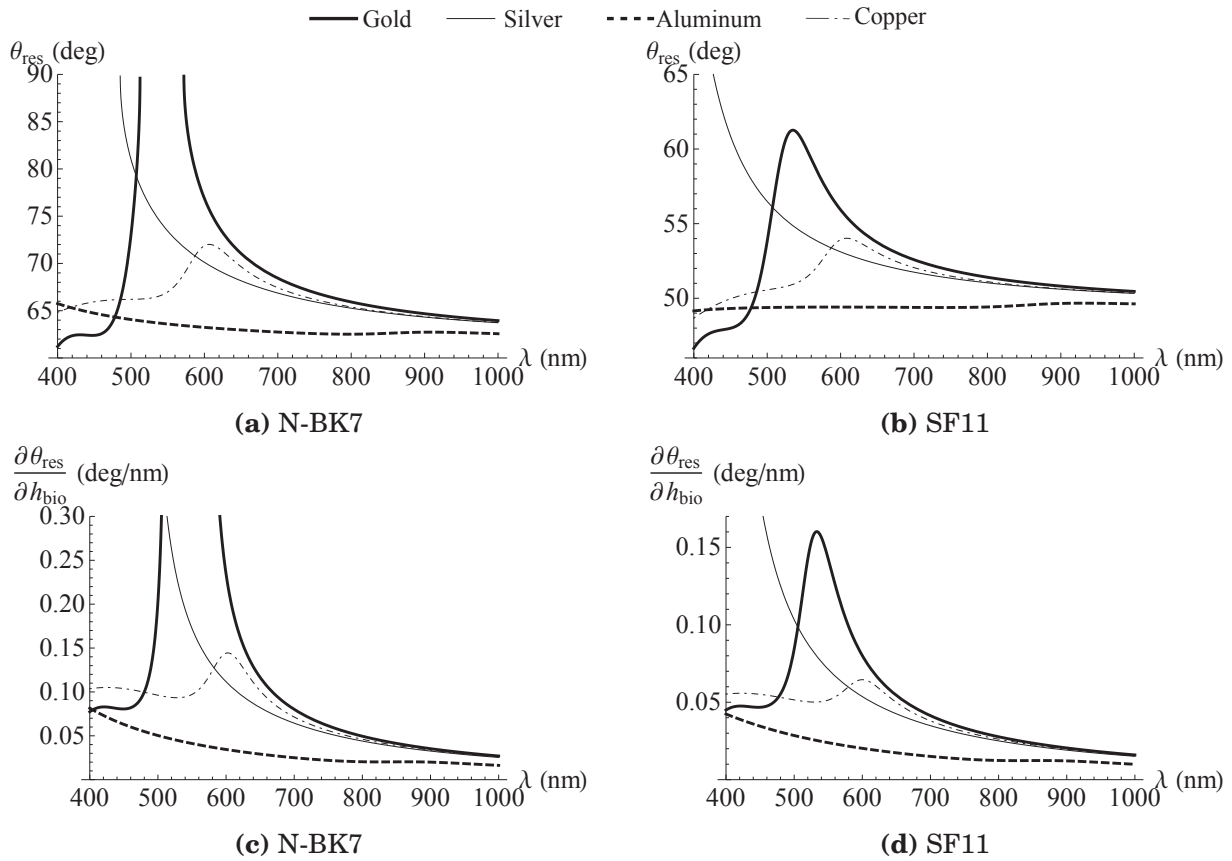 Gold Silver Aluminum Copper
θres (deg)
90
85
80
75
70
65
400 500 600 700 800 900 1000 λ (nm)
(a) N-BK7
θres (deg)
65
60
55
50
400 500 600 700 800 900 1000 λ (nm)
(b) SF11
∂θres
∂hbio
(deg/nm)
0.30
0.25
0.20
0.15
0.10
0.05
400 500 600 700 800 900 1000 λ (nm)
(c) N-BK7
∂θres
∂hbio
(deg/nm)
0.15
0.10
0.05
400 500 600 700 800 900 1000 λ (nm)
(d) SF11